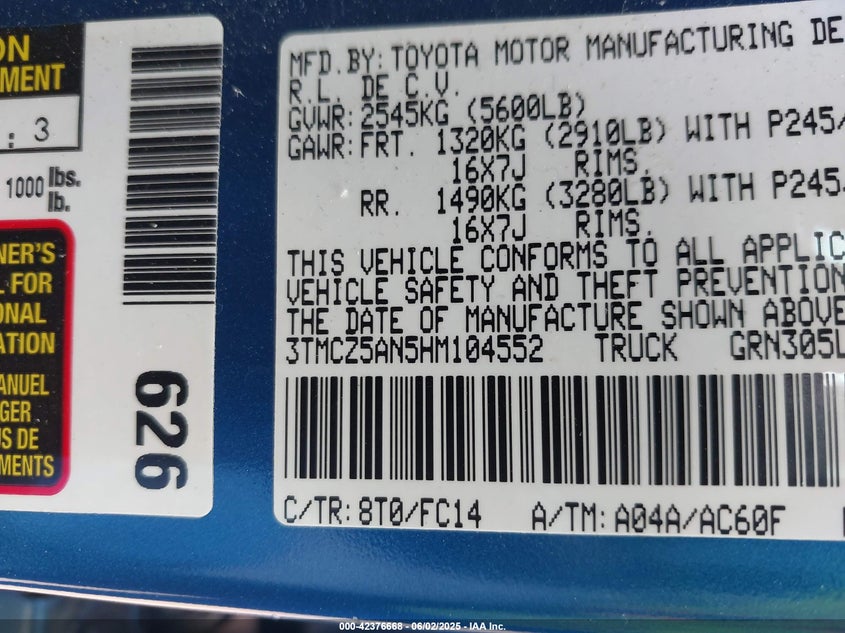 ON
MENT
: 3
1000 lbs.
lb.
NER'S
L FOR
ONAL
ATION
ANUEL
GER
US DE
MENTS
626
MFD.BY:TOYOTA MOTOR MANUFACTURING DE
R.L. DE C.V.
GVWR:2545KG (5600LB)
GAWR:FRT. 1320KG (2910LB) WITH P245/
16X7J RIMS,
RR. 1490KG (3280LB) WITH P245
16X7J RIMS,
THIS VEHICLE CONFORMS TO ALL APPLIC
VEHICLE SAFETY AND THEFT PREVENTION
THE DATE OF MANUFACTURE SHOWN ABOVE
3TMCZ5AN5HM104552 TRUCK GRN305L
C/TR:8T0/FC14 A/TM:A04A/AC60F
000-42376668 - 06/02/2025 - IAA Inc.